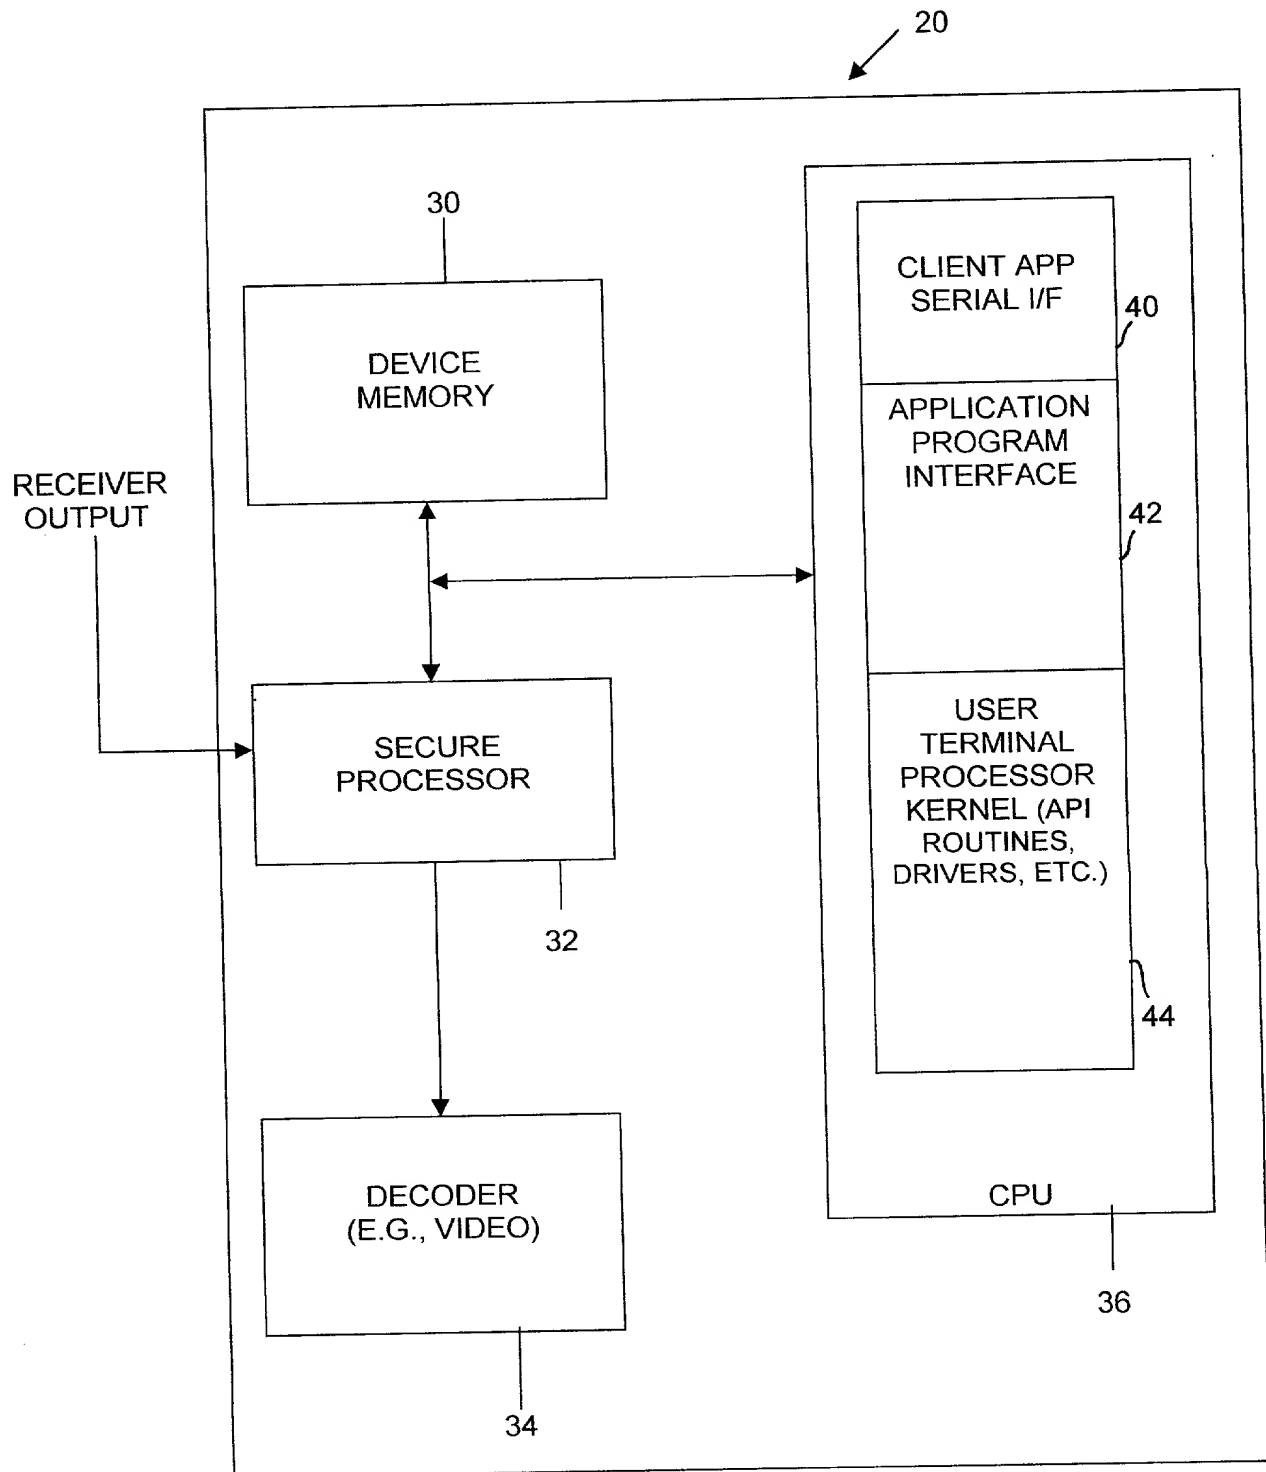 20
30
DEVICE
MEMORY
RECEIVER
OUTPUT
SECURE
PROCESSOR
32
DECODER
(E.G., VIDEO)
34
CLIENT APP
SERIAL I/F
40
APPLICATION
PROGRAM
INTERFACE
42
USER
TERMINAL
PROCESSOR
KERNEL (API
ROUTINES,
DRIVERS, ETC.)
44
CPU
36